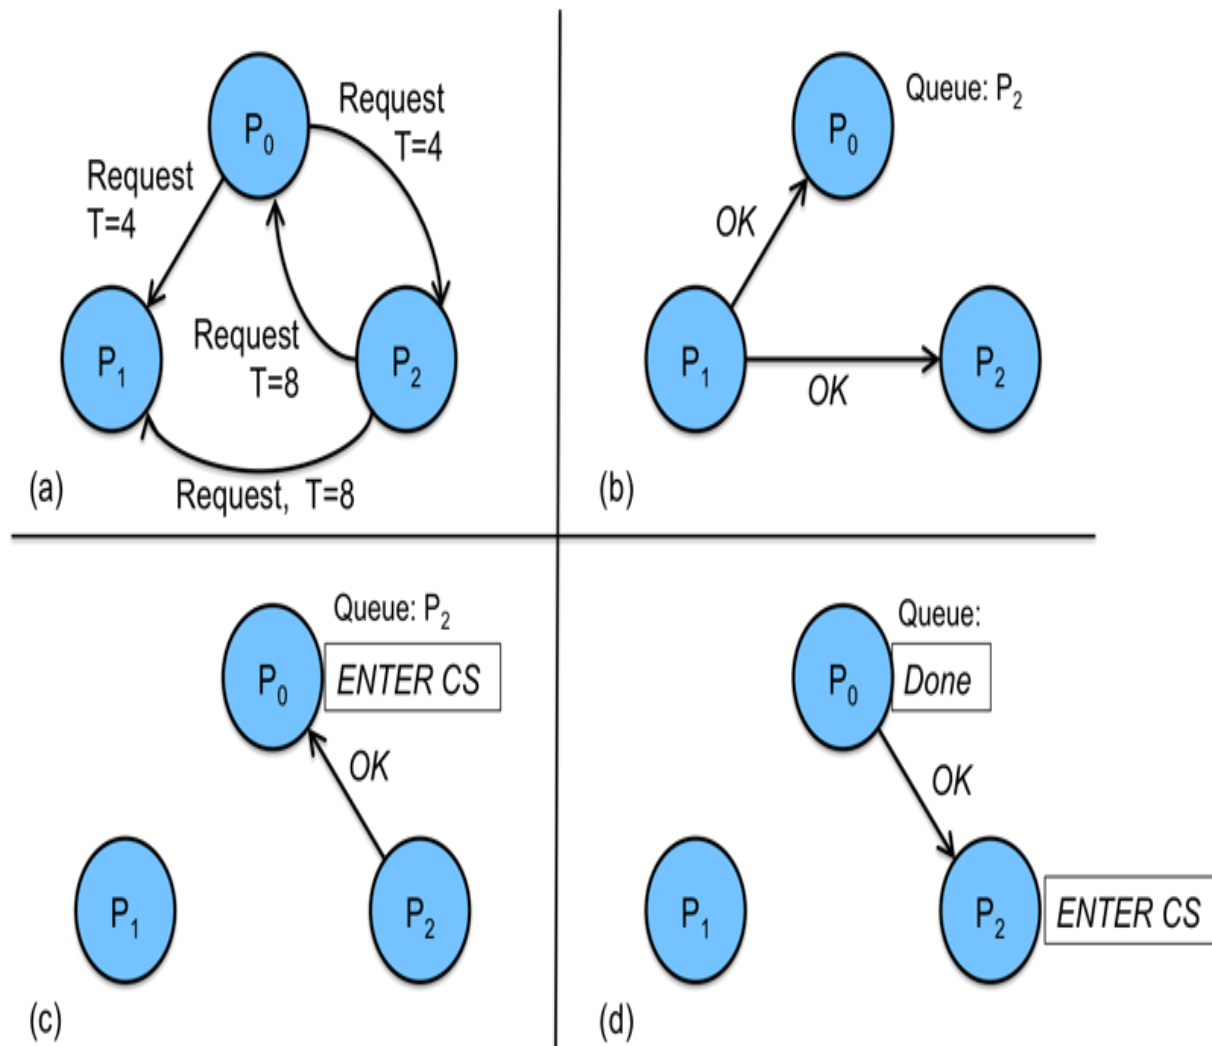 P₀
Request
T=4
Request
T=4
P₁
Request
T=8
P₂
Request, T=8
(a)
P₀
Queue: P₂
OK
P₁
OK
P₂
(b)
Queue: P₂
P₀
ENTER CS
OK
P₁
P₂
(c)
Queue:
P₀
Done
OK
P₁
P₂
ENTER CS
(d)